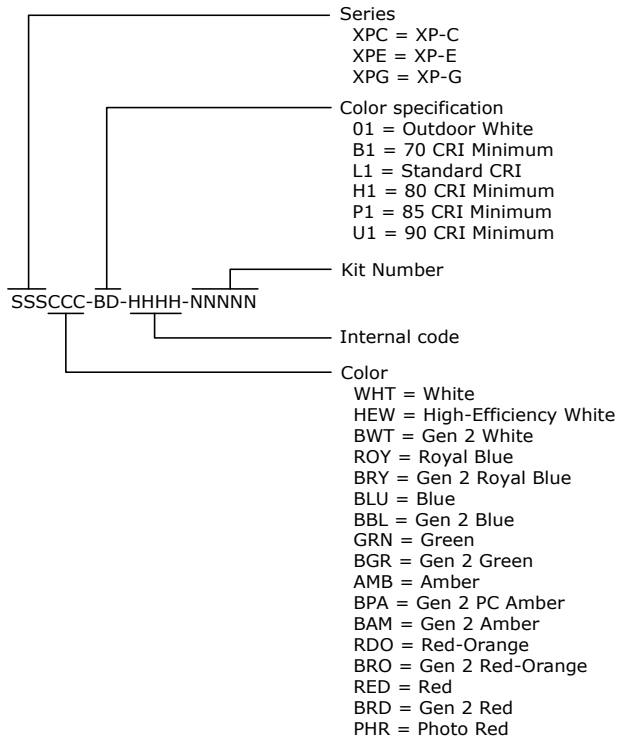 Series
XPC = XP-C
XPE = XP-E
XPG = XP-G
Color specification
01 = Outdoor White
B1 = 70 CRI Minimum
L1 = Standard CRI
H1 = 80 CRI Minimum
P1 = 85 CRI Minimum
U1 = 90 CRI Minimum
Kit Number
SSSCCC-BD-HHHH-NNNNN
Internal code
Color
WHT = White
HEW = High-Efficiency White
BWT = Gen 2 White
ROY = Royal Blue
BRY = Gen 2 Royal Blue
BLU = Blue
BBL = Gen 2 Blue
GRN = Green
BGR = Gen 2 Green
AMB = Amber
BPA = Gen 2 PC Amber
BAM = Gen 2 Amber
RDO = Red-Orange
BRO = Gen 2 Red-Orange
RED = Red
BRD = Gen 2 Red
PHR = Photo Red